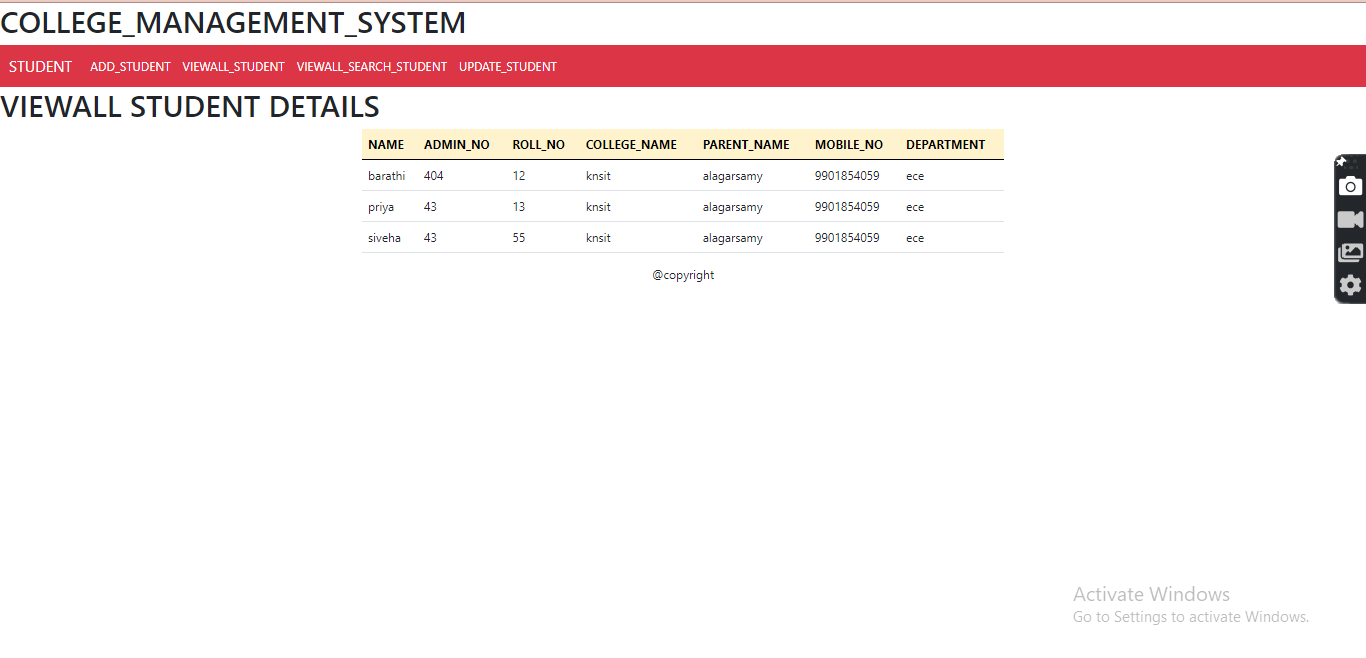 COLLEGE_MANAGEMENT_SYSTEM
STUDENT ADD_STUDENT VIEWALL_STUDENT VIEWALL_SEARCH_STUDENT UPDATE_STUDENT
VIEWALL STUDENT DETAILS
NAME ADMIN_NO ROLL_NO COLLEGE_NAME PARENT_NAME MOBILE_NO DEPARTMENT
barathi 404 12 knsit alagarsamy 9901854059 ece
priya 43 13 knsit alagarsamy 9901854059 ece
siveha 43 55 knsit alagarsamy 9901854059 ece
@copyright
Activate Windows
Go to Settings to activate Windows.